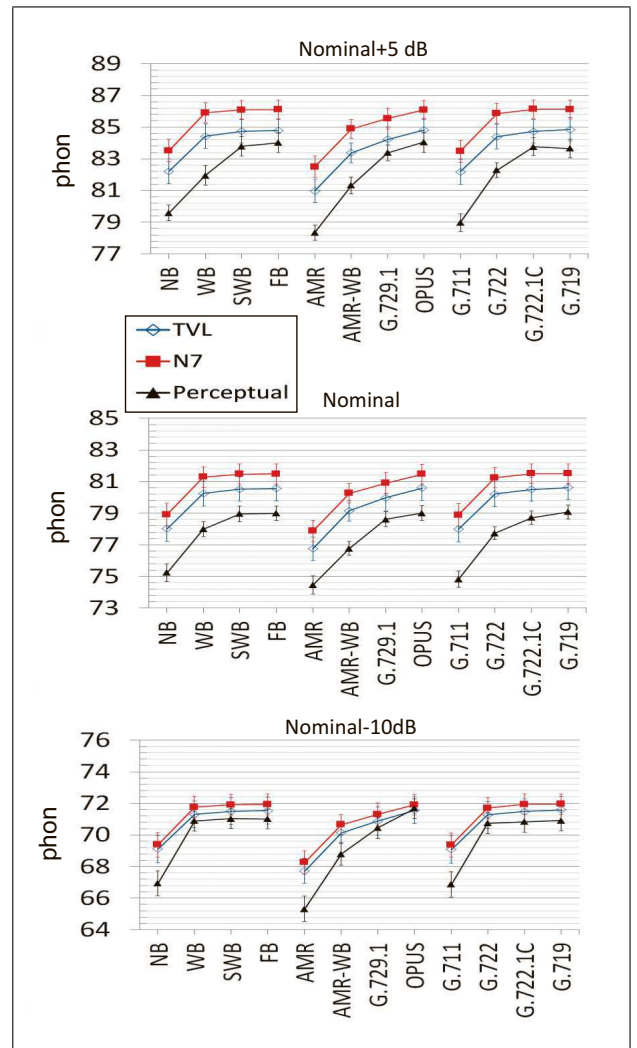 Nominal+5 dB
89
87
85
83
81
79
77
phon
NB WB SWB FB AMR AMR-WB G.729.1 OPUS G.711 G.722 G.722.1C G.719
TVL
N7
Perceptual
Nominal
85
83
81
79
77
75
73
phon
NB WB SWB FB AMR AMR-WB G.729.1 OPUS G.711 G.722 G.722.1C G.719
Nominal-10dB
76
74
72
70
68
66
64
phon
NB WB SWB FB AMR AMR-WB G.729.1 OPUS G.711 G.722 G.722.1C G.719